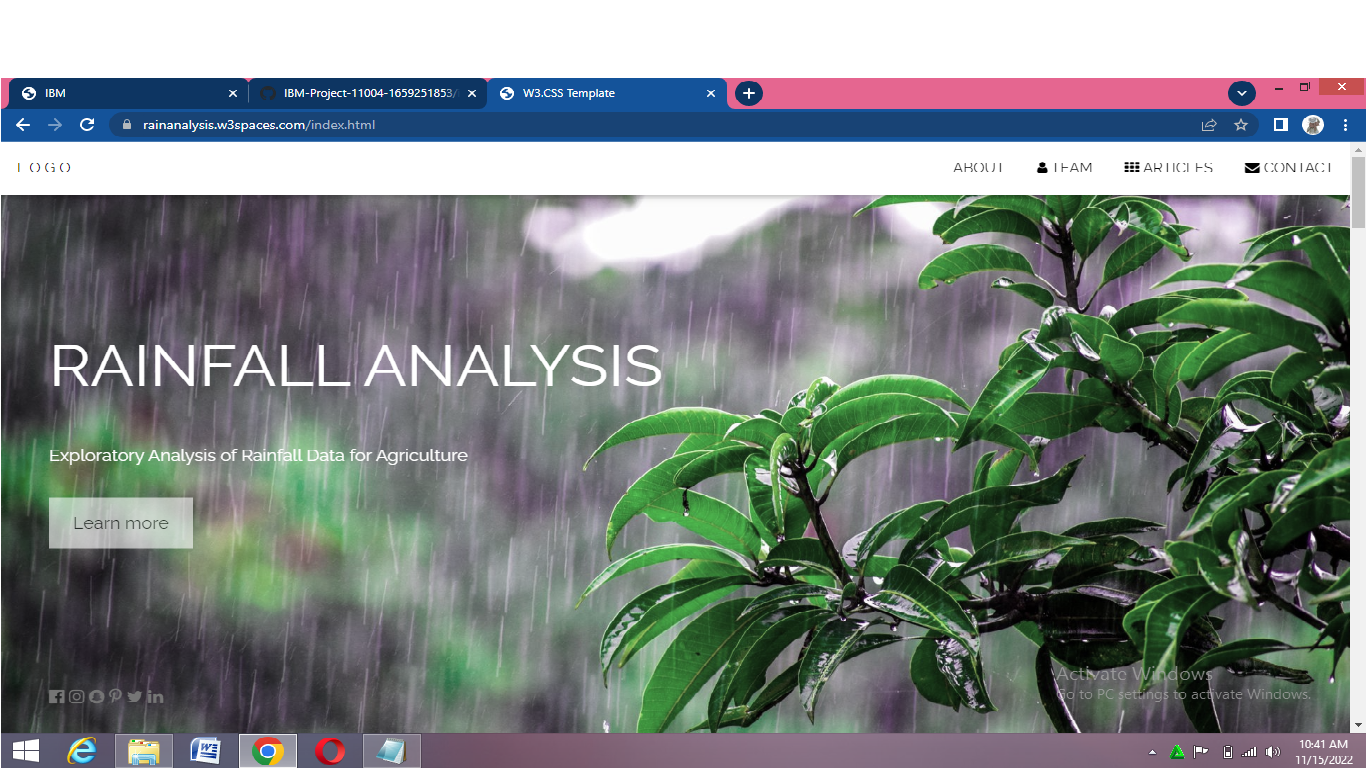 IBM
IBM-Project-11004-1659251853/
W3.CSS Template
rainanalysis.w3spaces.com/index.html
LOGO
ABOUT TEAM ARTICLES CONTACT
RAINFALL ANALYSIS
Exploratory Analysis of Rainfall Data for Agriculture
Learn more
Activate Windows
Go to PC settings to activate Windows.
10:41 AM
11/15/2022